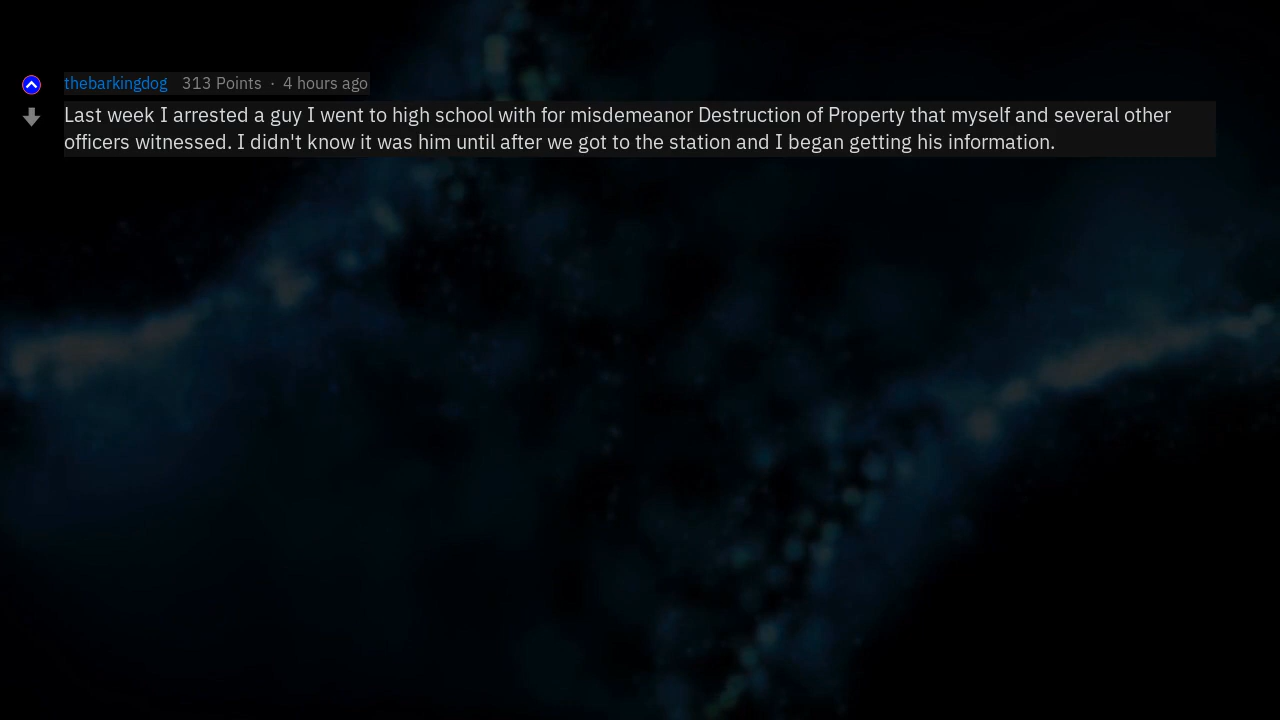 thebarkingdog 313 Points · 4 hours ago
Last week I arrested a guy I went to high school with for misdemeanor Destruction of Property that myself and several other
officers witnessed. I didn't know it was him until after we got to the station and I began getting his information.